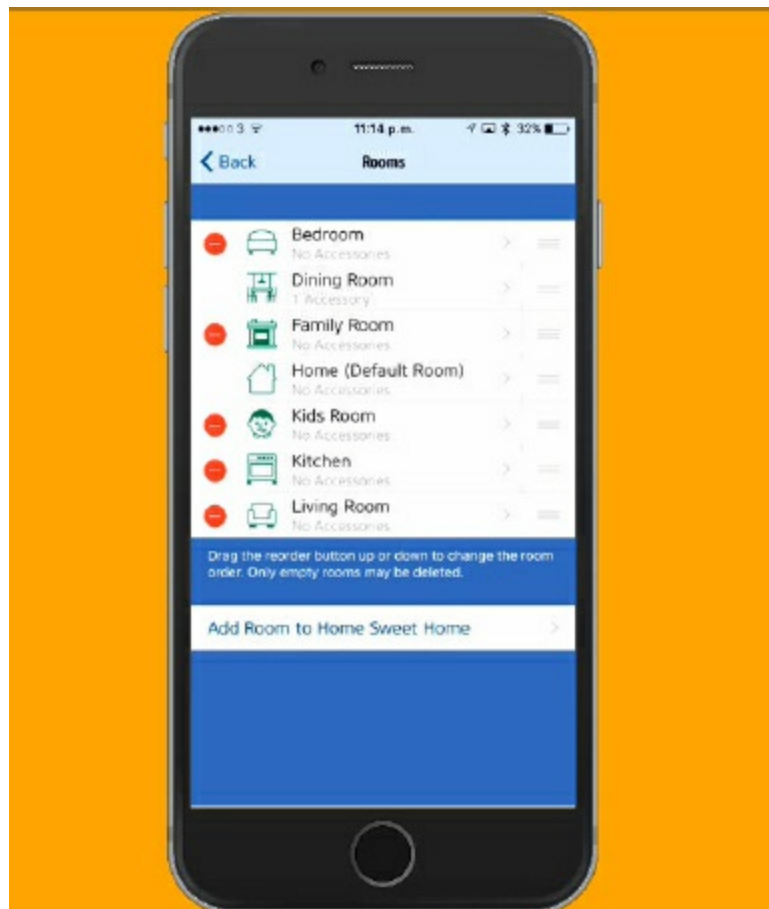 3 11:14 p.m. 32%
Back Rooms
Bedroom
No Accessories
Dining Room
1 Accessory
Family Room
No Accessories
Home (Default Room)
No Accessories
Kids Room
No Accessories
Kitchen
No Accessories
Living Room
No Accessories
Drag the reorder button up or down to change the room
order. Only empty rooms may be deleted.
Add Room to Home Sweet Home